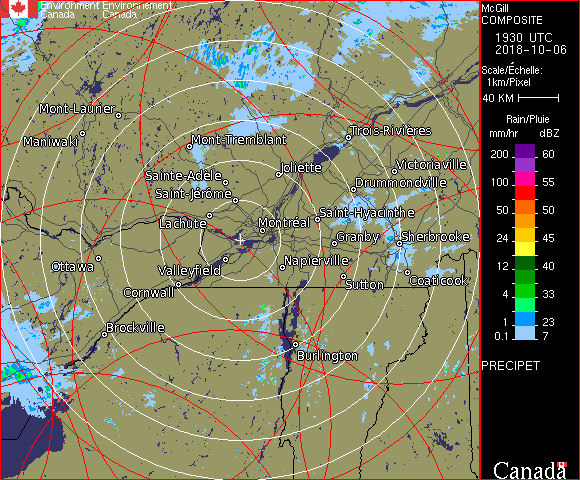 Environment Environnement
Canada Canada
McGill
COMPOSITE
1930 UTC
2018-10-06
Scale/Échelle:
1km/Pixel
40 KM
Rain/Pluie
mm/hr dBZ
200 60
150 57
100 55
50 50
24 45
12 40
4 33
1 23
0.1 7
PRECIPET
Canada
Mont-Laurier
Maniwaki
Mont-Tremblant
Trois-Rivières
Joliette
Victoriaville
Sainte-Adèle
Drummondville
Saint-Jérôme
Lachute
Montréal
Saint-Hyacinthe
Granby
Sherbrooke
Ottawa
Valleyfield
Napierville
Cornwall
Sutton
Coaticook
Brockville
Burlington